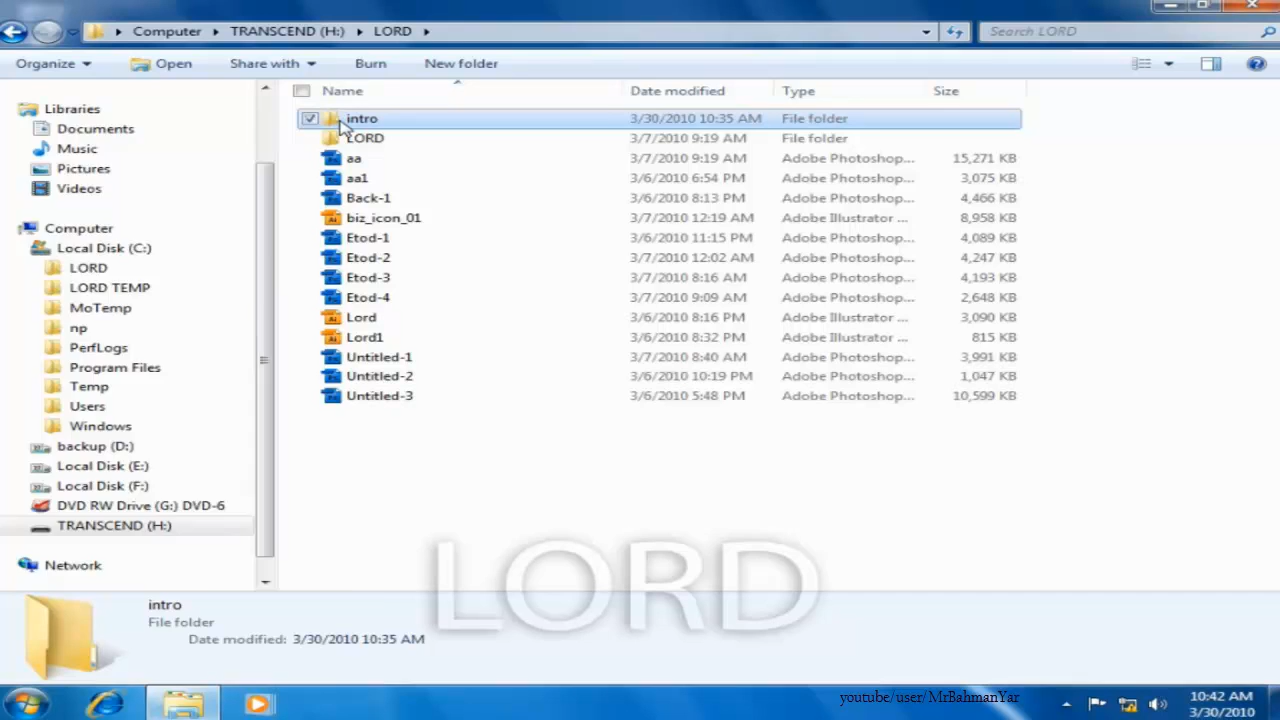 Computer TRANSCEND (H:) LORD
Search LORD
Organize Open Share with Burn New folder
Name Date modified Type Size
intro 3/30/2010 10:35 AM File folder
LORD 3/7/2010 9:19 AM File folder
aa 3/7/2010 9:19 AM Adobe Photoshop... 15,271 KB
aa1 3/6/2010 6:54 PM Adobe Photoshop... 3,075 KB
Back-1 3/6/2010 8:13 PM Adobe Photoshop... 4,466 KB
biz_icon_01 3/7/2010 12:19 AM Adobe Illustrator ... 8,958 KB
Etod-1 3/6/2010 11:15 PM Adobe Photoshop... 4,089 KB
Etod-2 3/7/2010 12:02 AM Adobe Photoshop... 4,247 KB
Etod-3 3/7/2010 8:16 AM Adobe Photoshop... 4,193 KB
Etod-4 3/7/2010 9:09 AM Adobe Photoshop... 2,648 KB
Lord 3/6/2010 8:16 PM Adobe Illustrator ... 3,090 KB
Lord1 3/6/2010 8:32 PM Adobe Illustrator ... 815 KB
Untitled-1 3/7/2010 8:40 AM Adobe Photoshop... 3,991 KB
Untitled-2 3/6/2010 10:19 PM Adobe Photoshop... 1,047 KB
Untitled-3 3/6/2010 5:48 PM Adobe Photoshop... 10,599 KB
Libraries
Documents
Music
Pictures
Videos
Computer
Local Disk (C:)
LORD
LORD TEMP
MoTemp
np
PerfLogs
Program Files
Temp
Users
Windows
backup (D:)
Local Disk (E:)
Local Disk (F:)
DVD RW Drive (G:) DVD-6
TRANSCEND (H:)
Network
LORD
intro
File folder
Date modified: 3/30/2010 10:35 AM
youtube/user/MrBahmanYar
10:42 AM
3/30/2010